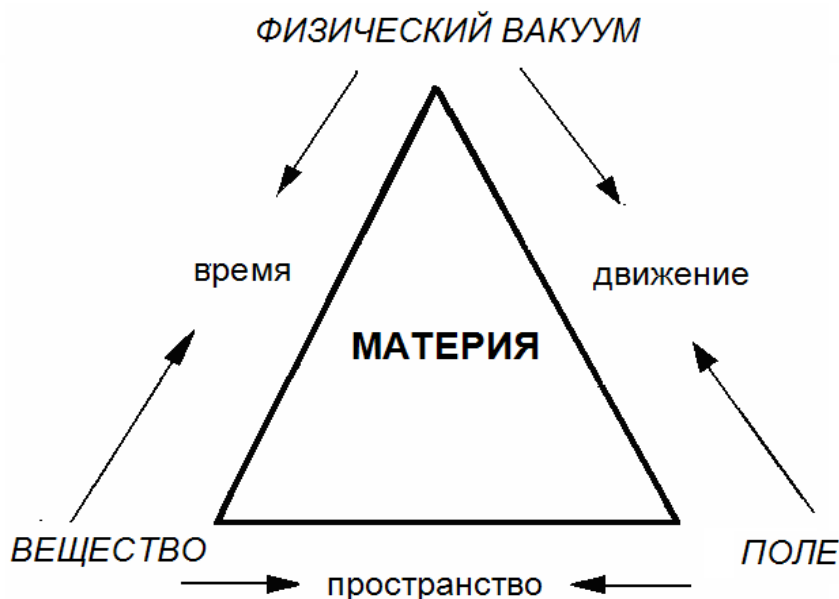 ФИЗИЧЕСКИЙ ВАКУУМ
время
движение
МАТЕРИЯ
ВЕЩЕСТВО
ПОЛЕ
пространство